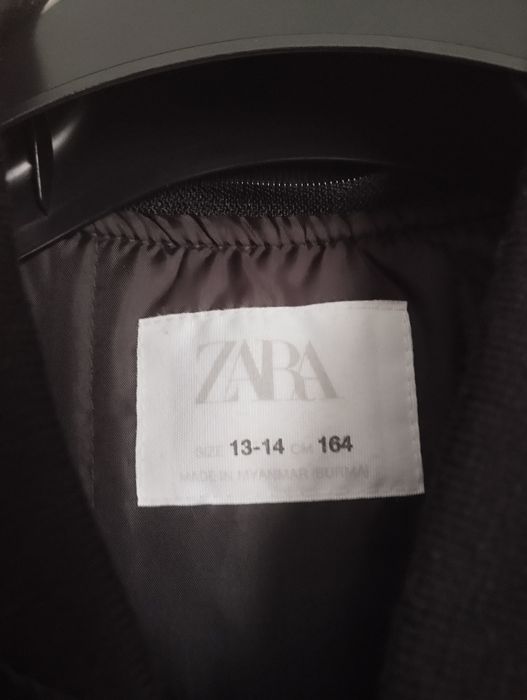 ZARA
SIZE 13-14 CM 164
MADE IN MYANMAR (BURMA)